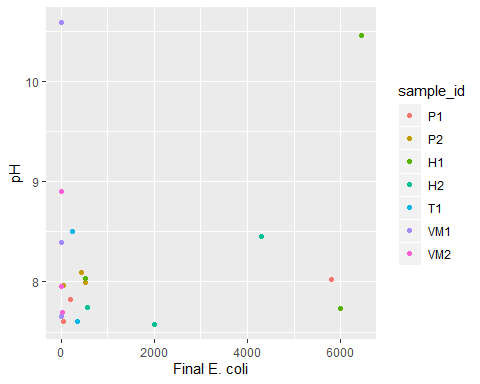 10
9
8
pH
0
2000
4000
6000
Final E. coli
sample_id
P1
P2
H1
H2
T1
VM1
VM2